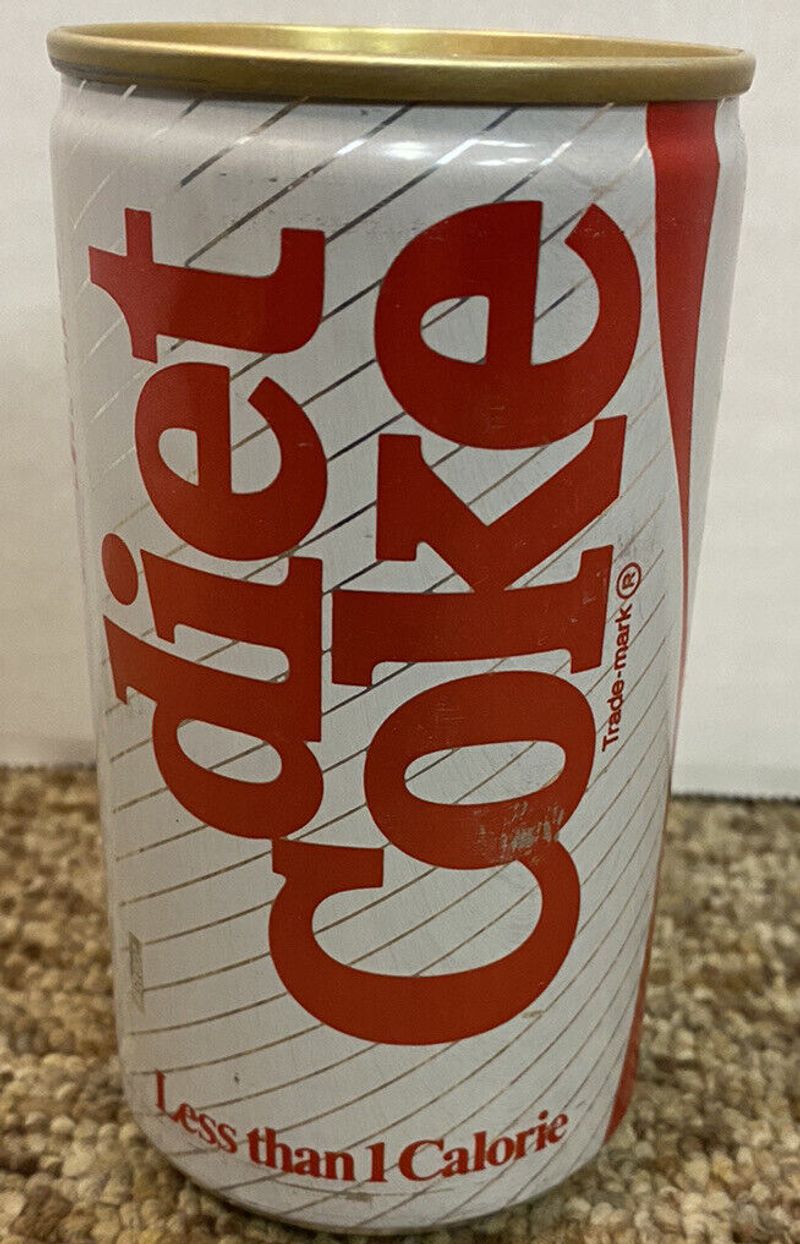 diet
Coke
Trade-mark ®
Less than 1 Calorie